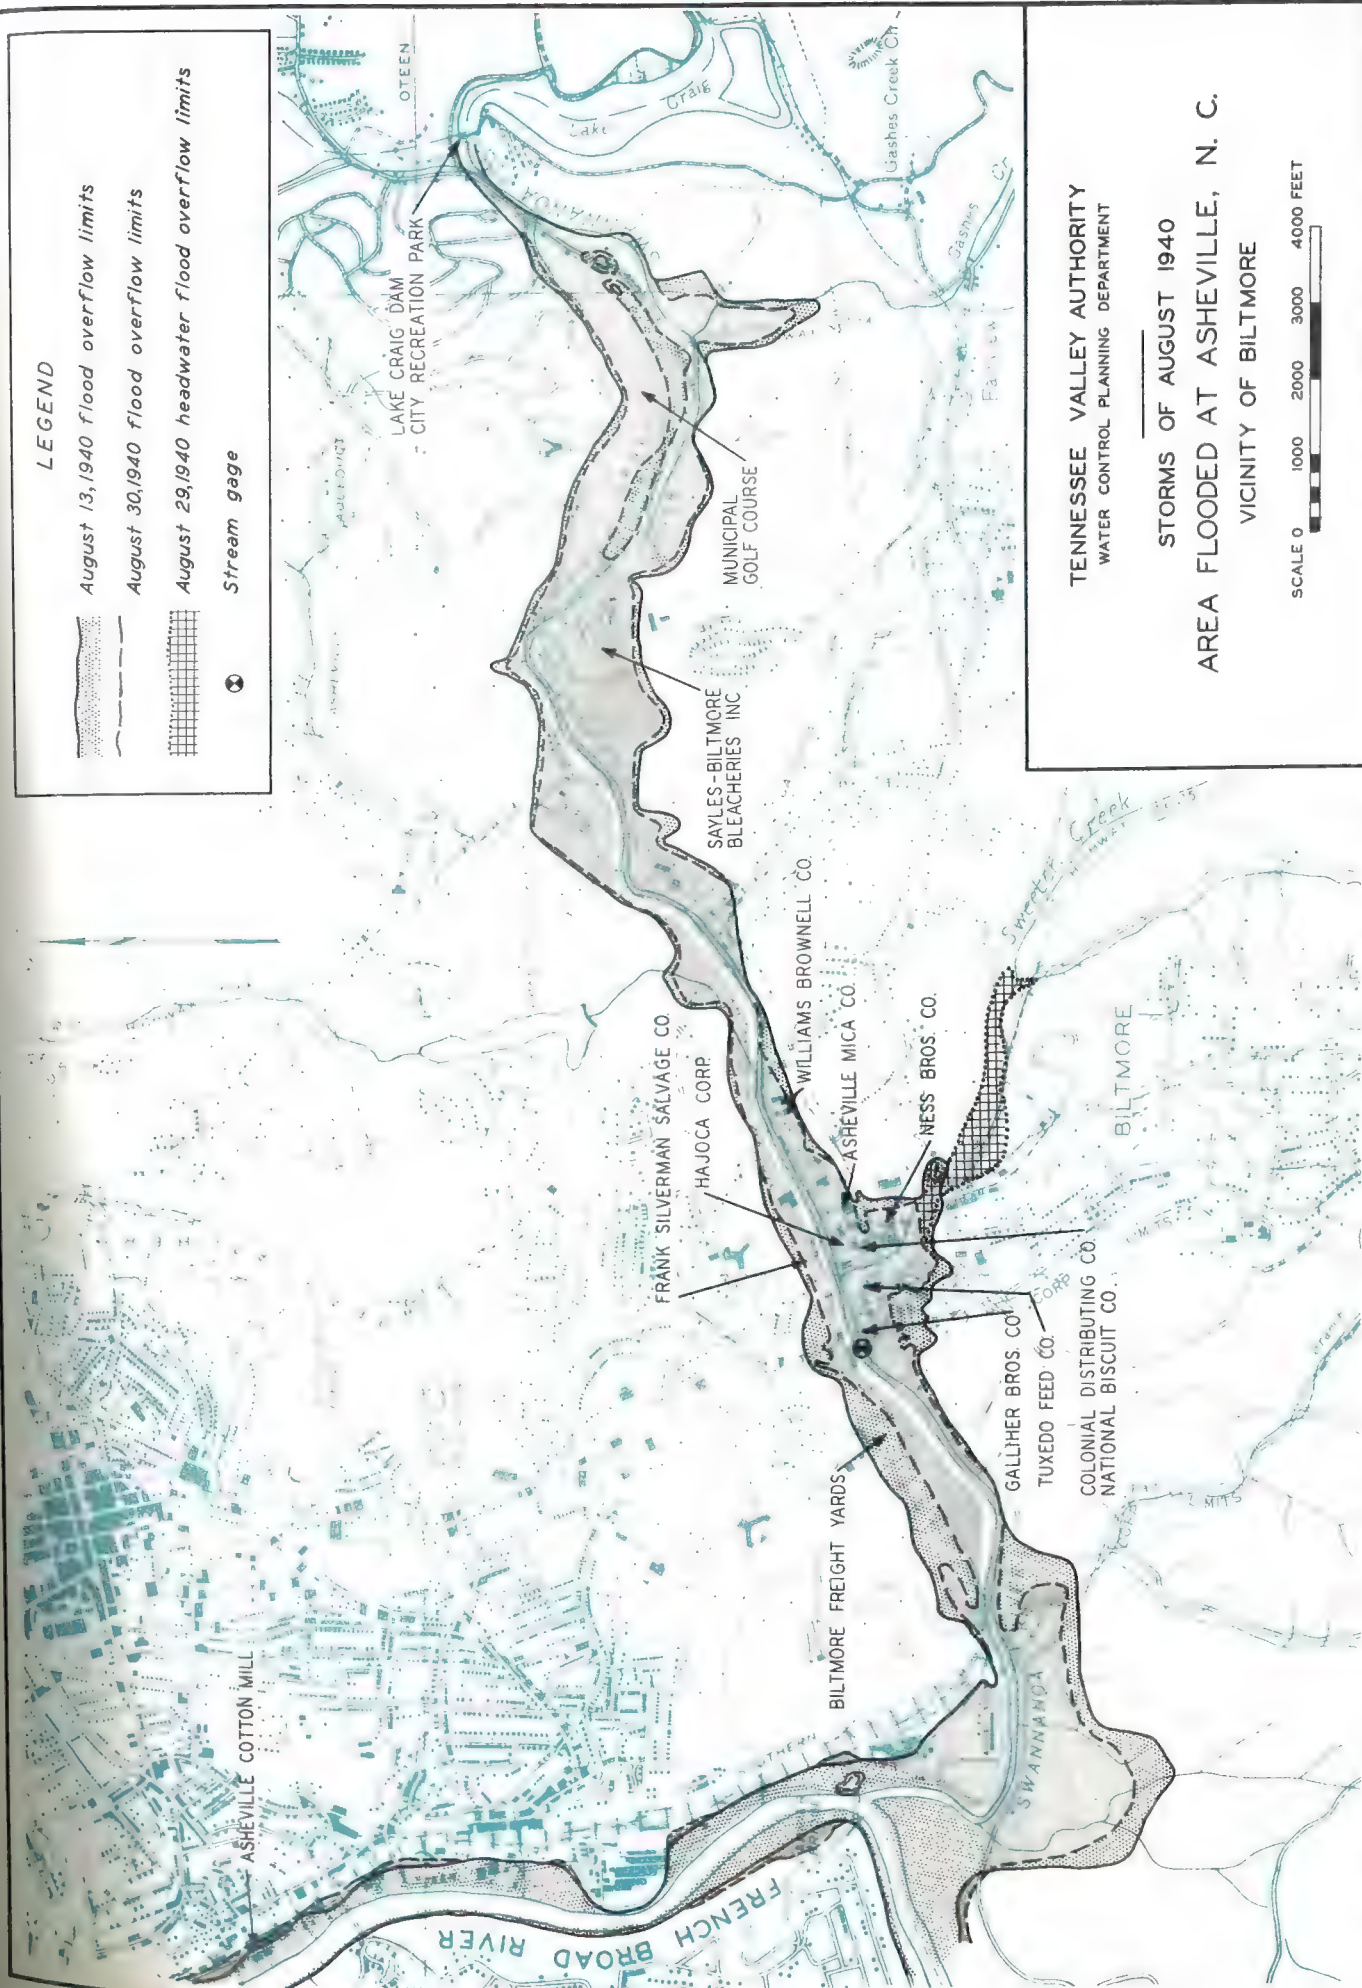 LEGEND
August 13, 1940 flood overflow limits
August 30, 1940 flood overflow limits
August 29, 1940 headwater flood overflow limits
Stream gage
ASHEVILLE COTTON MILL
FRENCH BROAD RIVER
BILTMORE FREIGHT YARDS
SWANNANOA
FRANK SILVERMAN SALVAGE CO.
HAJOCA CORP.
GALLIHER BROS. CO.
TUXEDO FEED CO.
COLONIAL DISTRIBUTING CO.
NATIONAL BISCUIT CO.
WILLIAMS BROWNELL CO.
ASHEVILLE MICA CO.
NESS BROS. CO.
BILTMORE
Sweeten Creek
SAYLES-BILTMORE
BLEACHERIES INC
MUNICIPAL
GOLF COURSE
LAKE CRAIG DAM
CITY RECREATION PARK
OTEEN
Lake Craig
SWANNANOA
Gashes Creek Ch
Gashes Cr
TENNESSEE VALLEY AUTHORITY
WATER CONTROL PLANNING DEPARTMENT
STORMS OF AUGUST 1940
AREA FLOODED AT ASHEVILLE, N. C.
VICINITY OF BILTMORE
SCALE 0 1000 2000 3000 4000 FEET